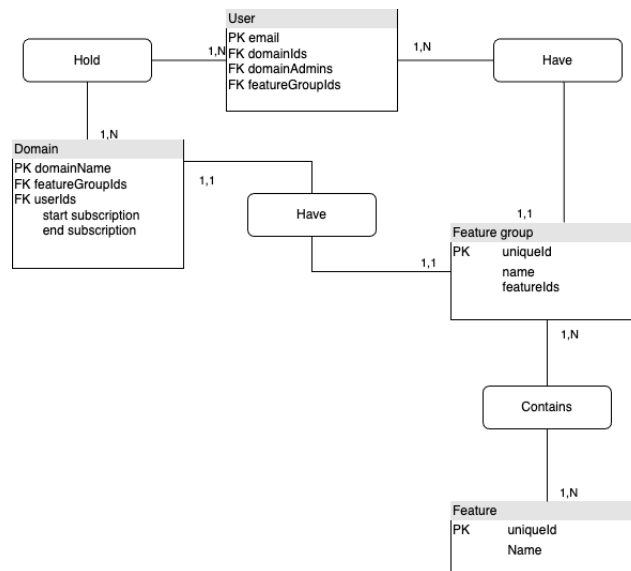 User
PK email
FK domainIds
FK domainAdmins
FK featureGroupIds
1,N
1,N
Hold
Have
1,N
Domain
PK domainName
FK featureGroupIds
FK userIds
start subscription
end subscription
1,1
Have
1,1
1,1
Feature group
PK uniqueId
name
featureIds
1,N
Contains
1,N
Feature
PK uniqueId
Name